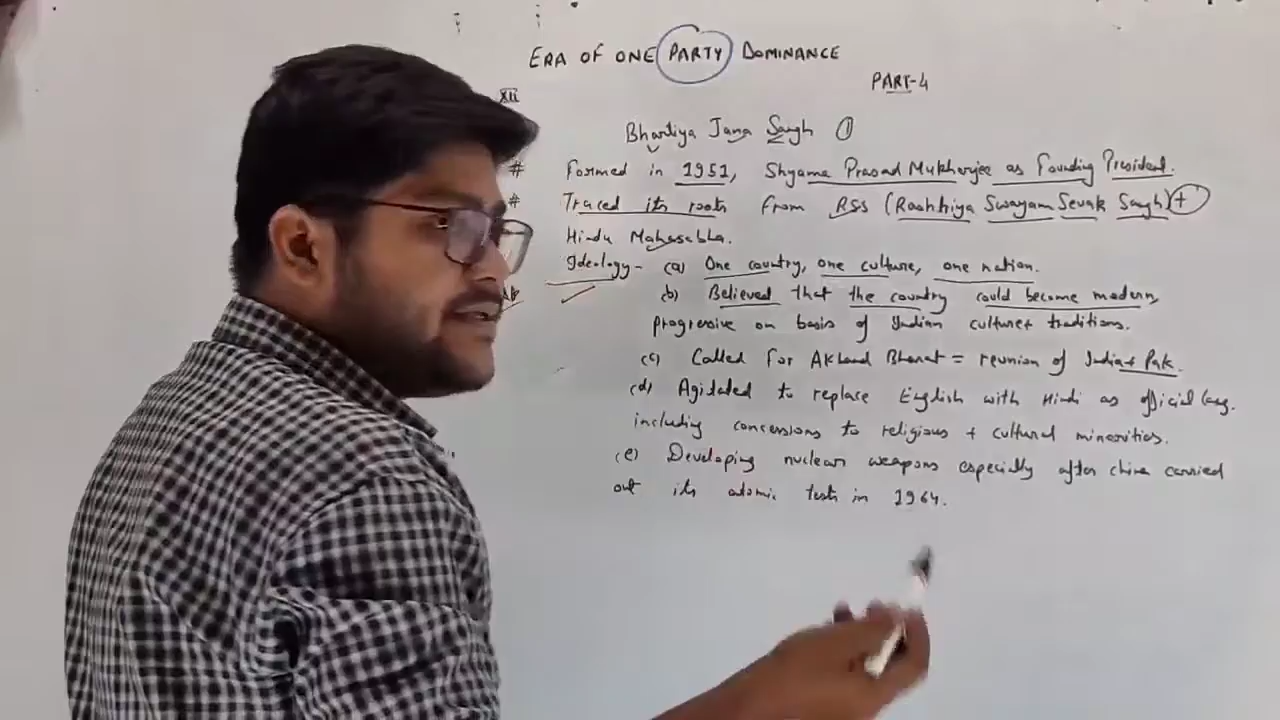 ERA OF ONE PARTY DOMINANCE
PART-4
XII
Bhartiya Jana Sangh ①
# Formed in 1951, Shyama Prasad Mukherjee as Founding President.
# Traced its roots from RSS (Rashtriya Swayam Sevak Sangh) +
Hindu Mahasabha.
Ideology - (a) One country, one culture, one nation.
b) Believed that the country could become modern,
progressive on basis of Indian culture + traditions.
(c) Called for Akhand Bharat = reunion of India + Pak.
(d) Agitated to replace English with Hindi as official lang.
including concessions to religious + cultural minorities.
(e) Developing nuclear weapons especially after china carried
out its atomic tests in 1964.